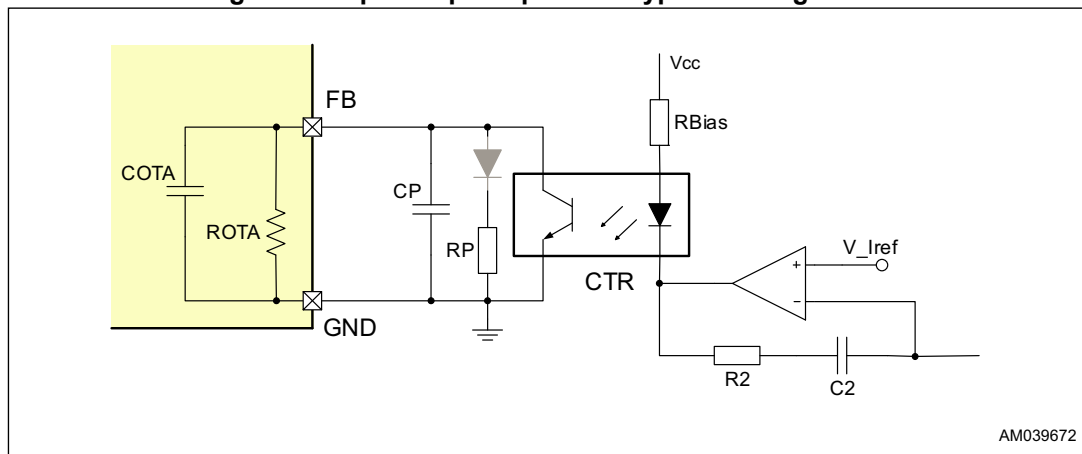 FB
Vcc
RBias
COTA
ROTA
CP
RP
CTR
V_Iref
+
-
GND
R2
C2
AM039672